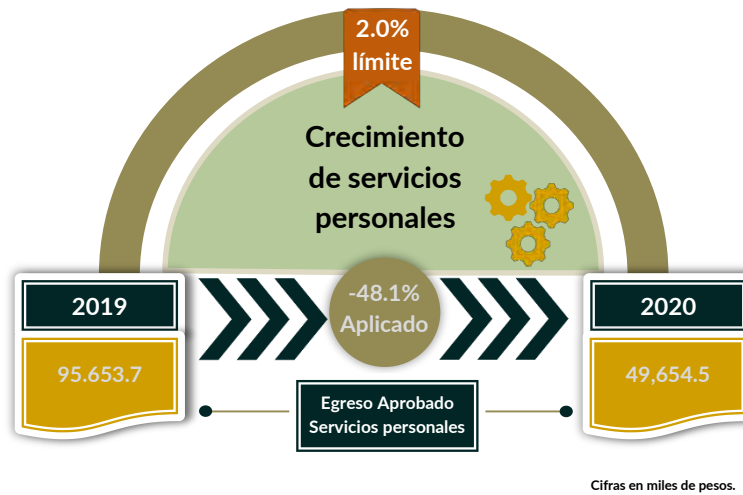 2.0%
límite
Crecimiento
de servicios
personales
2019
-48.1%
Aplicado
2020
95.653.7
49,654.5
Egreso Aprobado
Servicios personales
Cifras en miles de pesos.